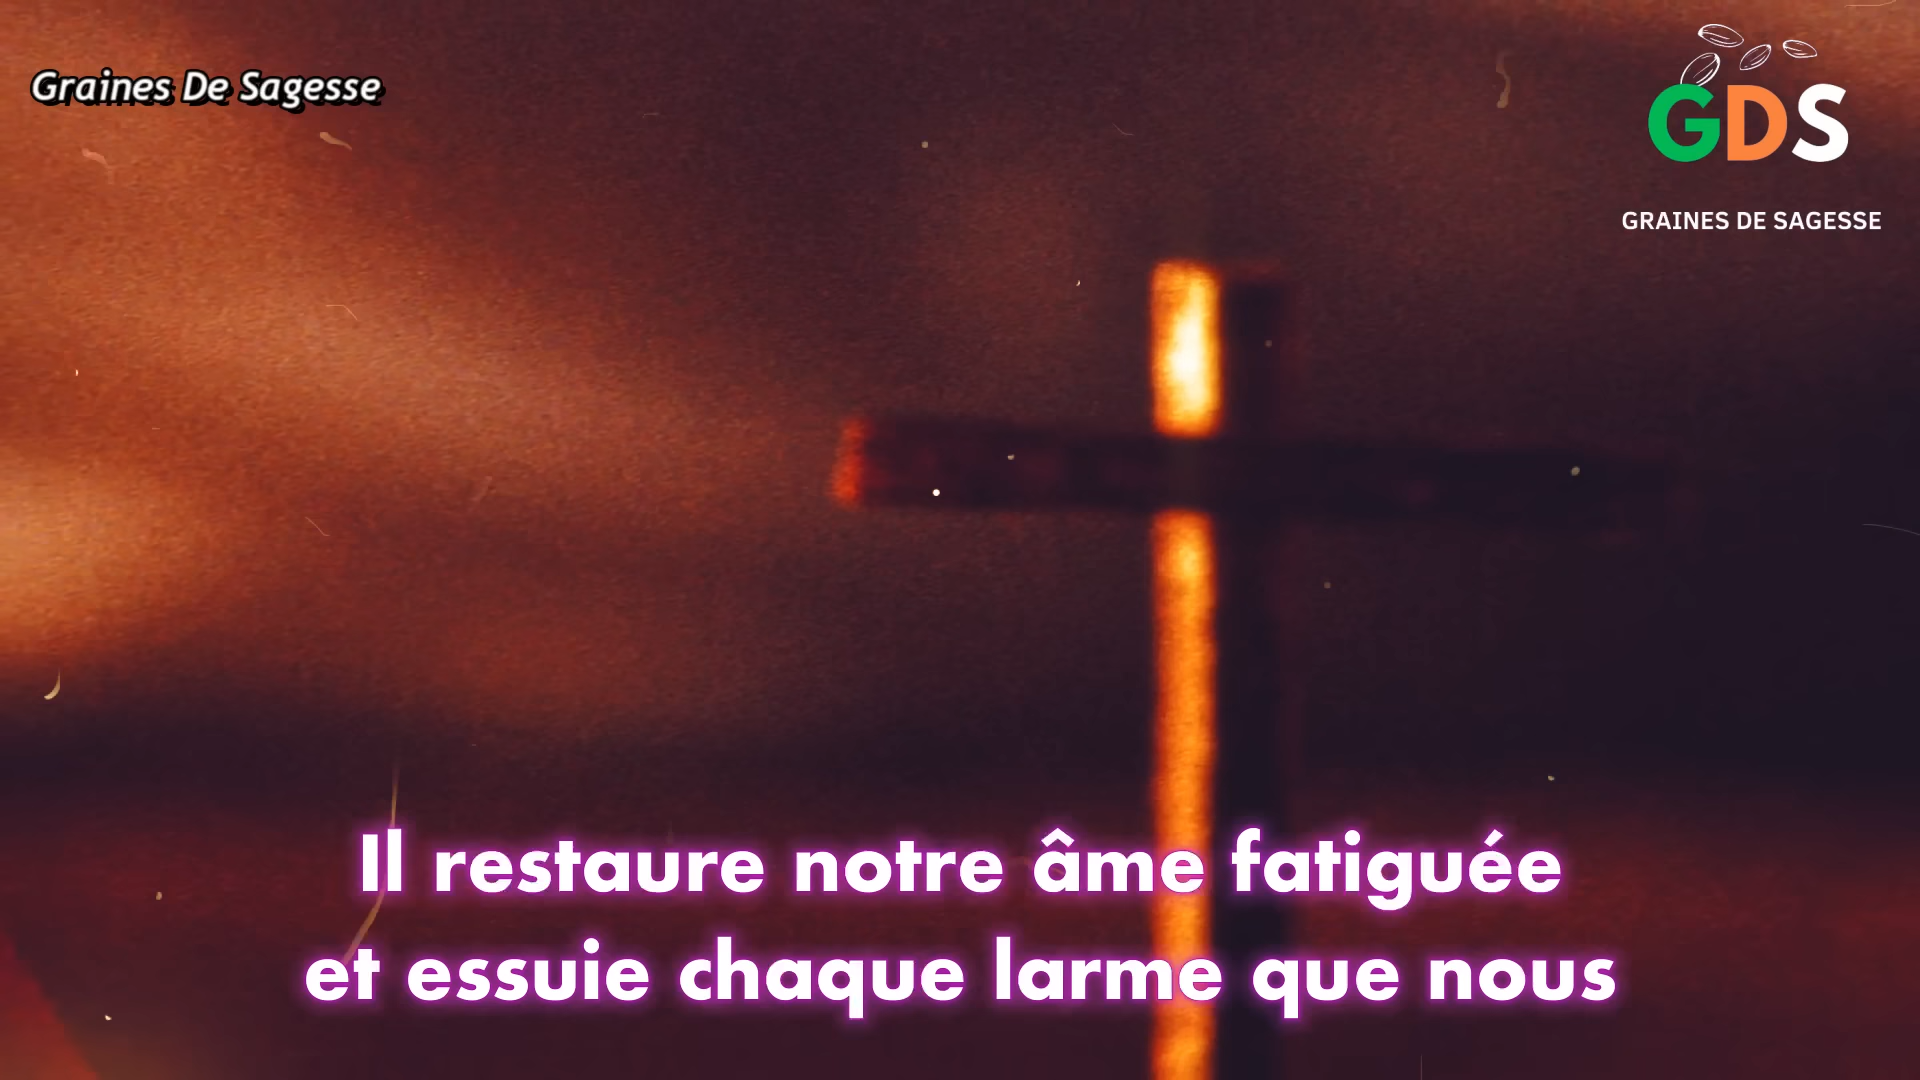 Graines De Sagesse
GDS
GRAINES DE SAGESSE
Il restaure notre âme fatiguée
et essuie chaque larme que nous